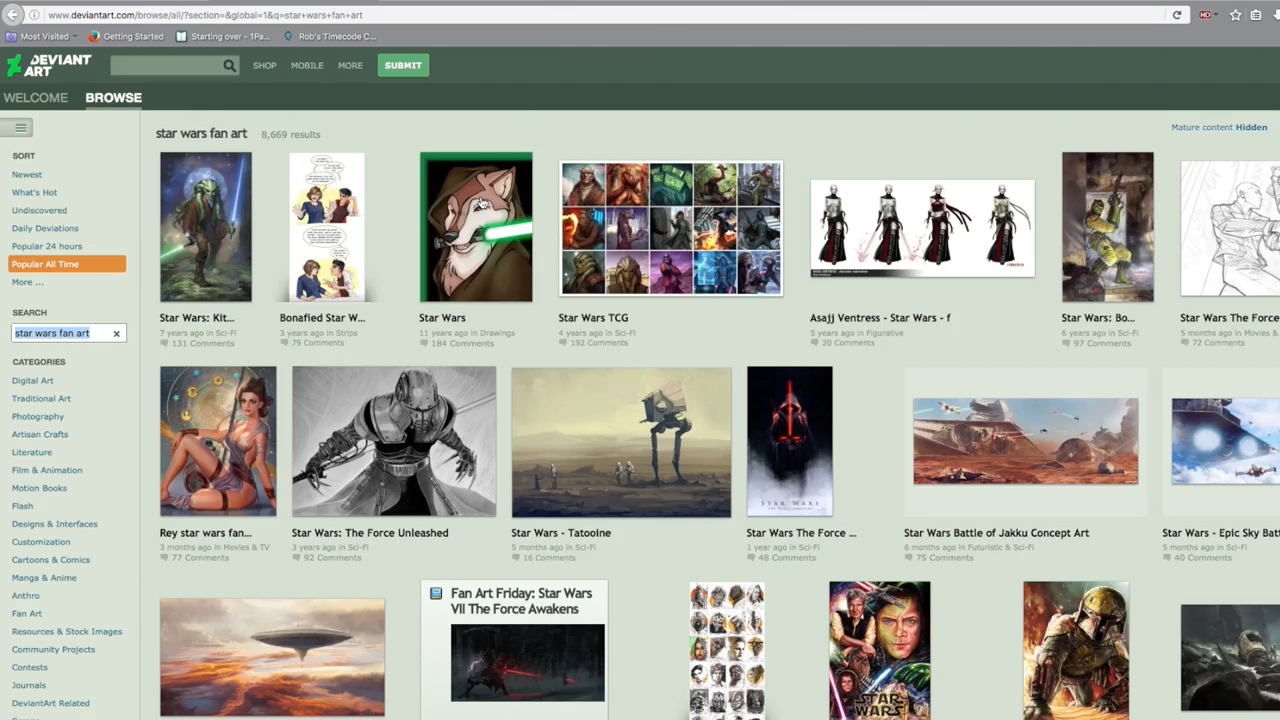 www.deviantart.com/browse/all/?section=&global=1&q=star+wars+fan+art
Most Visited
Getting Started
Starting over - 1Pa...
Rob's Timecode C...
DEVIANT
ART
SHOP
MOBILE
MORE
SUBMIT
WELCOME
BROWSE
SORT
Newest
What's Hot
Undiscovered
Daily Deviations
Popular 24 hours
Popular All Time
More ...
SEARCH
star wars fan art
CATEGORIES
Digital Art
Traditional Art
Photography
Artisan Crafts
Literature
Film & Animation
Motion Books
Flash
Designs & Interfaces
Customization
Cartoons & Comics
Manga & Anime
Anthro
Fan Art
Resources & Stock Images
Community Projects
Contests
Journals
DeviantArt Related
star wars fan art 8,669 results
Mature content Hidden
Star Wars: Kit...
7 years ago in Sci-Fi
131 Comments
Bonafied Star W...
3 years ago in Strips
79 Comments
Star Wars
11 years ago in Drawings
184 Comments
Star Wars TCG
4 years ago in Sci-Fi
192 Comments
Asajj Ventress - Star Wars - f
5 years ago in Figurative
20 Comments
Star Wars: Bo...
6 years ago in Sci-Fi
97 Comments
Star Wars The Force
5 months ago in Movies &
72 Comments
Rey star wars fan...
3 months ago in Movies & TV
77 Comments
Star Wars: The Force Unleashed
3 years ago in Sci-Fi
92 Comments
Star Wars - Tatooine
5 months ago in Sci-Fi
16 Comments
STAR WARS
Star Wars The Force ...
1 year ago in Sci-Fi
48 Comments
Star Wars Battle of Jakku Concept Art
6 months ago in Futuristic & Sci-Fi
75 Comments
Star Wars - Epic Sky Batt
5 months ago in Sci-Fi
40 Comments
Fan Art Friday: Star Wars
VII The Force Awakens
STAR
WARS